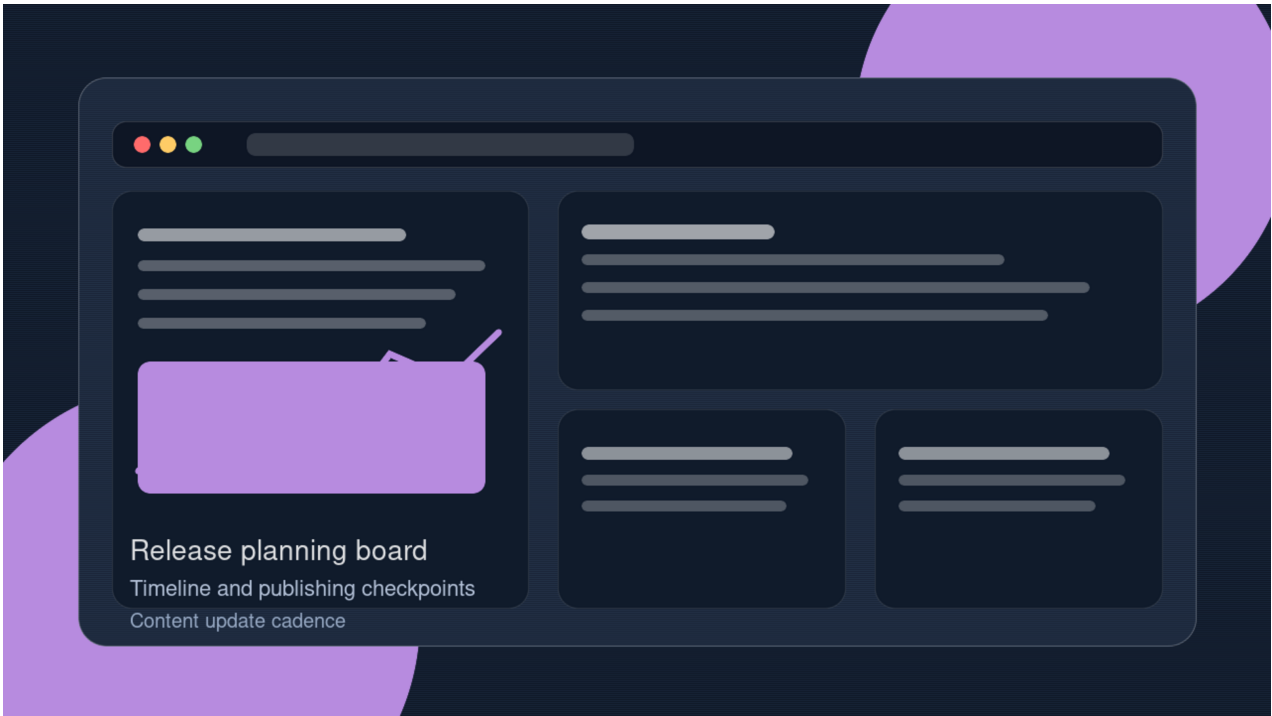 Release planning board
Timeline and publishing checkpoints
Content update cadence